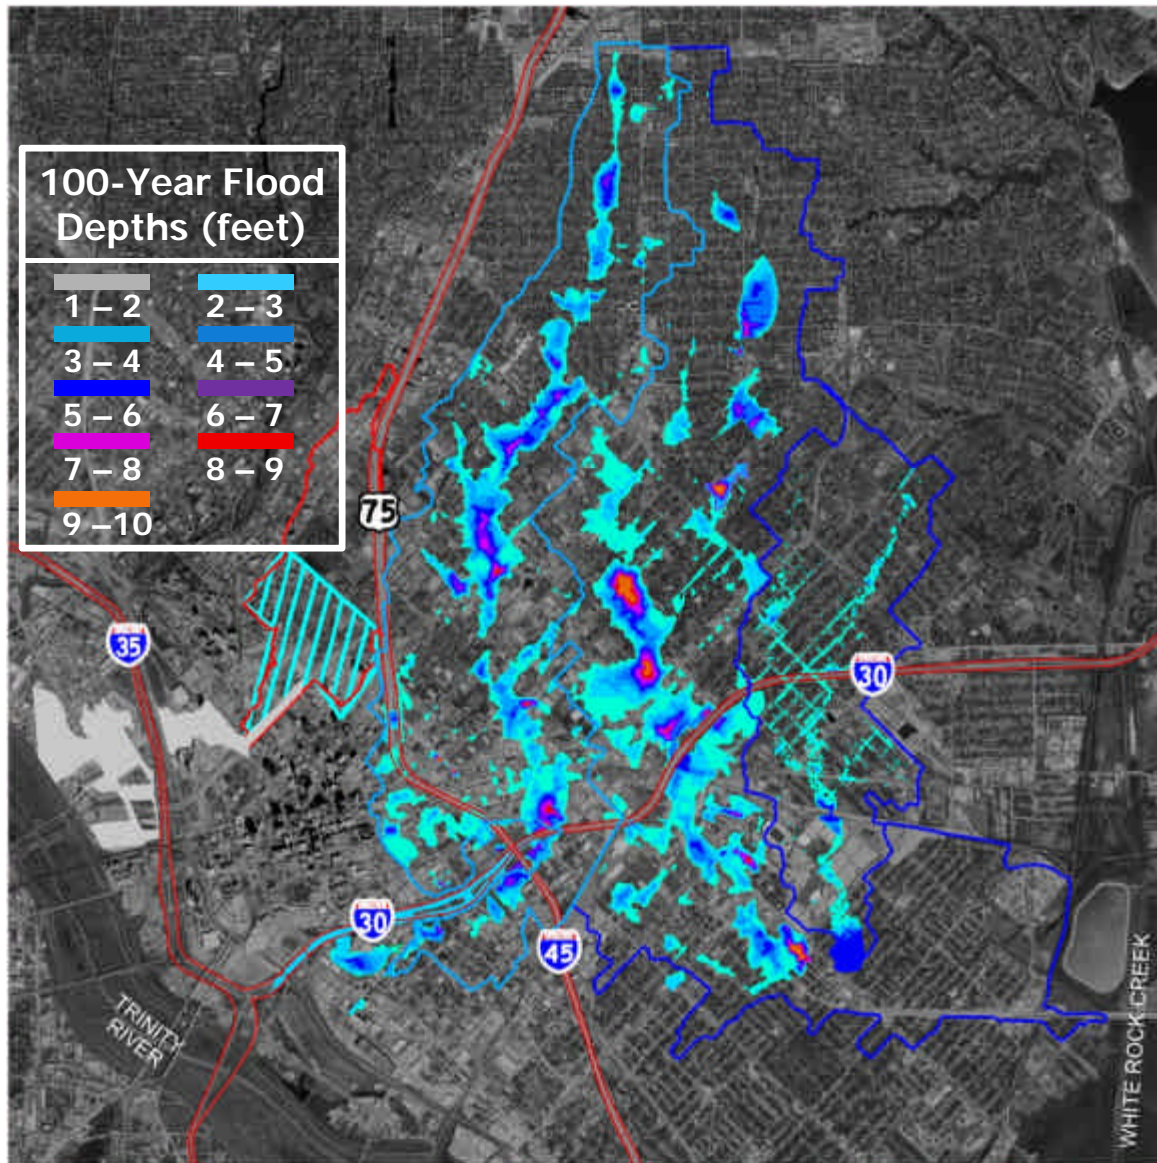 100-Year Flood
Depths (feet)
1 – 2
2 – 3
3 – 4
4 – 5
5 – 6
6 – 7
7 – 8
8 – 9
9 –10
75
35
30
30
45
TRINITY
RIVER
WHITE ROCK CREEK